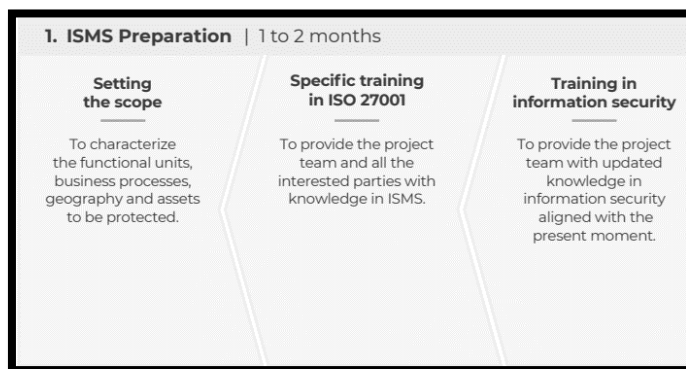 1. ISMS Preparation | 1 to 2 months
Setting
the scope
To characterize
the functional units,
business processes,
geography and assets
to be protected.
Specific training
in ISO 27001
To provide the project
team and all the
interested parties with
knowledge in ISMS.
Training in
information security
To provide the project
team with updated
knowledge in
information security
aligned with the
present moment.